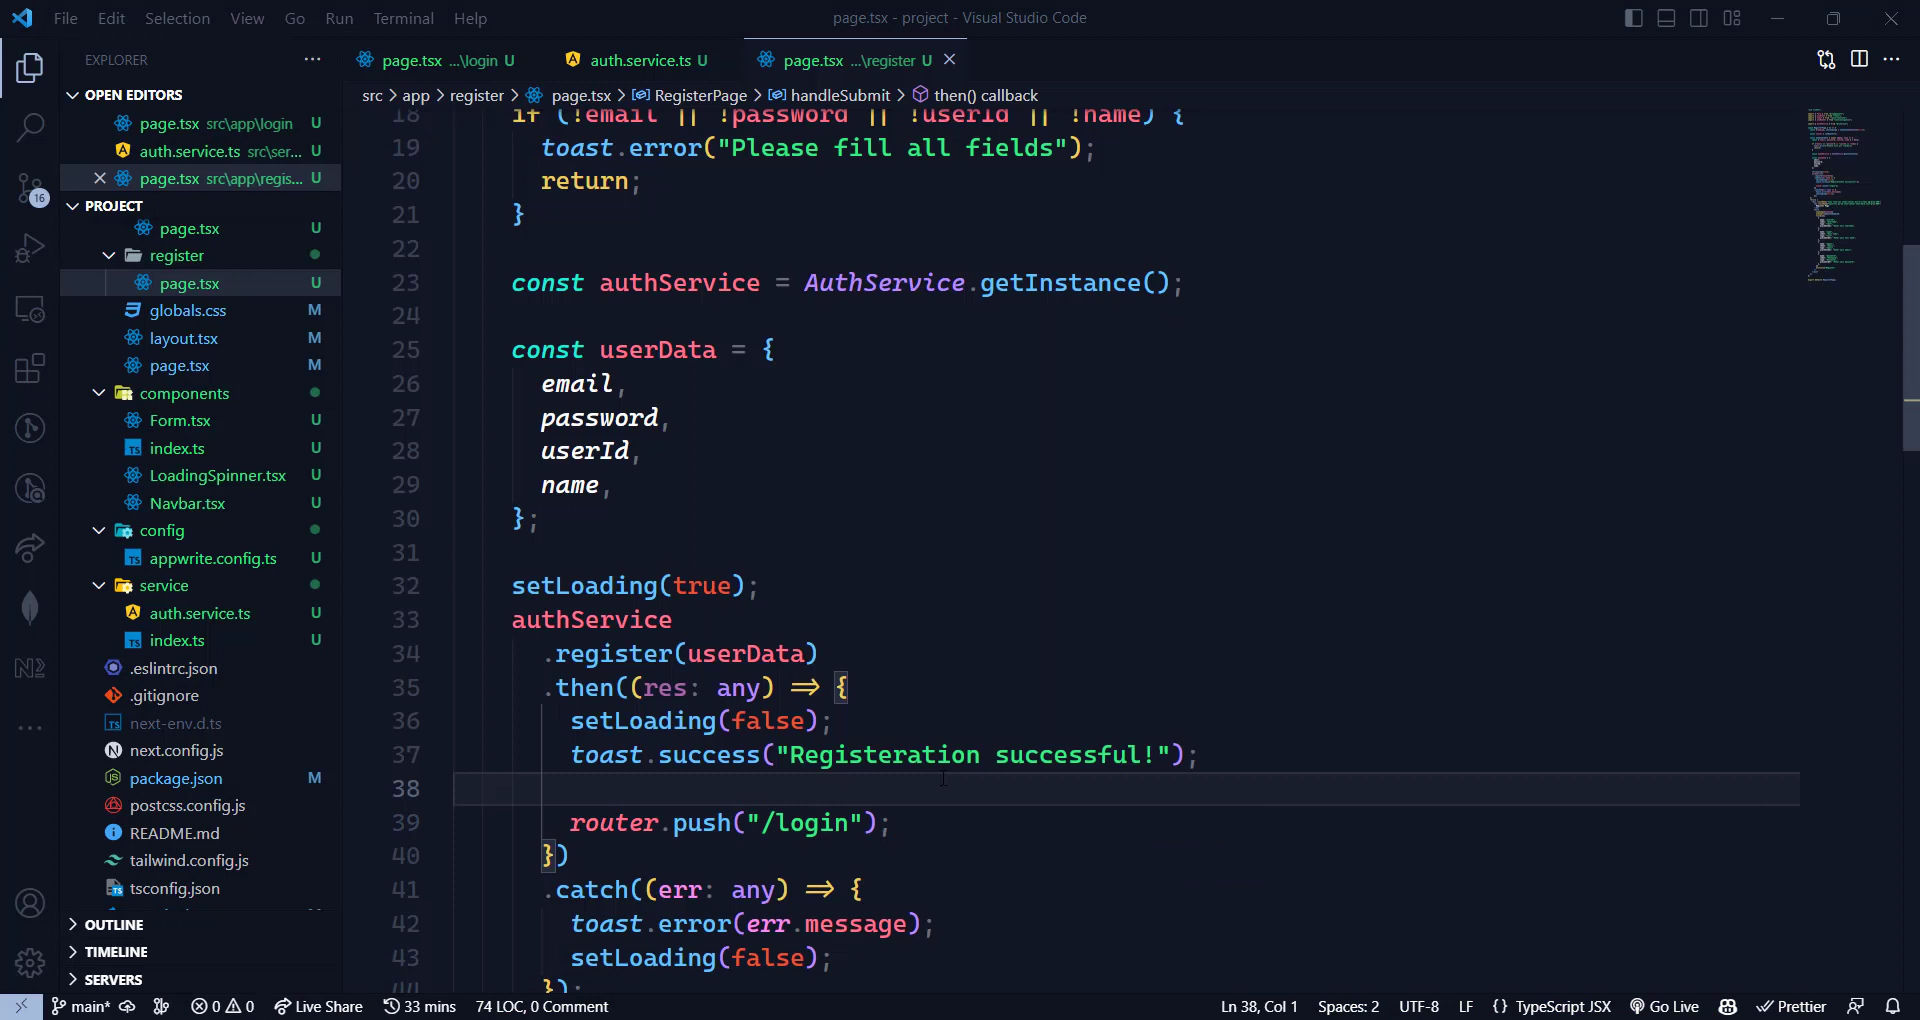 File Edit Selection View Go Run Terminal Help
page.tsx - project - Visual Studio Code
EXPLORER
page.tsx ...\login U
auth.service.ts U
page.tsx ...\register U
src > app > register > page.tsx > RegisterPage > handleSubmit > then() callback
OPEN EDITORS
page.tsx src\app\login U
auth.service.ts src\ser... U
page.tsx src\app\regis... U
PROJECT
page.tsx U
register
page.tsx U
globals.css M
layout.tsx M
page.tsx M
components
Form.tsx U
index.ts U
LoadingSpinner.tsx U
Navbar.tsx U
config
appwrite.config.ts U
service
auth.service.ts U
index.ts U
.eslintrc.json
.gitignore
next-env.d.ts
next.config.js
package.json M
postcss.config.js
README.md
tailwind.config.js
tsconfig.json
OUTLINE
TIMELINE
SERVERS
16
18 if (!email || !password || !userId || !name) {
19 toast.error("Please fill all fields");
20 return;
21 }
22
23 const authService = AuthService.getInstance();
24
25 const userData = {
26 email,
27 password,
28 userId,
29 name,
30 };
31
32 setLoading(true);
33 authService
34 .register(userData)
35 .then((res: any) => {
36 setLoading(false);
37 toast.success("Registeration successful!");
38
39 router.push("/login");
40 })
41 .catch((err: any) => {
42 toast.error(err.message);
43 setLoading(false);
44 });
main* 0 0 Live Share 33 mins 74 LOC, 0 Comment
Ln 38, Col 1 Spaces: 2 UTF-8 LF {} TypeScript JSX Go Live Prettier